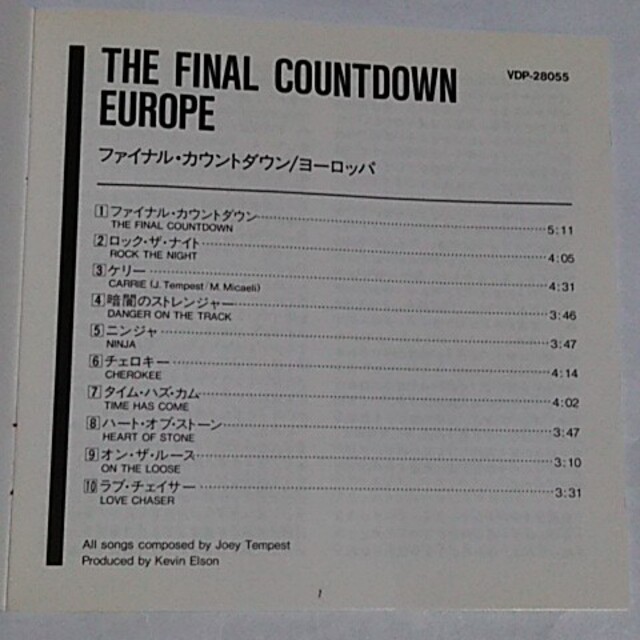 THE FINAL COUNTDOWN
VDP-28055
EUROPE
ファイナル・カウントダウン/ヨーロッパ
1 ファイナル・カウントダウン 5:11
THE FINAL COUNTDOWN
2 ロック・ザ・ナイト 4:05
ROCK THE NIGHT
3 ケリー 4:31
CARRIE (J. Tempest/M. Micaeli)
4 暗闇のストレンジャー 3:46
DANGER ON THE TRACK
5 ニンジャ 3:47
NINJA
6 チェロキー 4:14
CHEROKEE
7 タイム・ハズ・カム 4:02
TIME HAS COME
8 ハート・オブ・ストーン 3:47
HEART OF STONE
9 オン・ザ・ルース 3:10
ON THE LOOSE
10 ラブ・チェイサー 3:31
LOVE CHASER
All songs composed by Joey Tempest
Produced by Kevin Elson
1